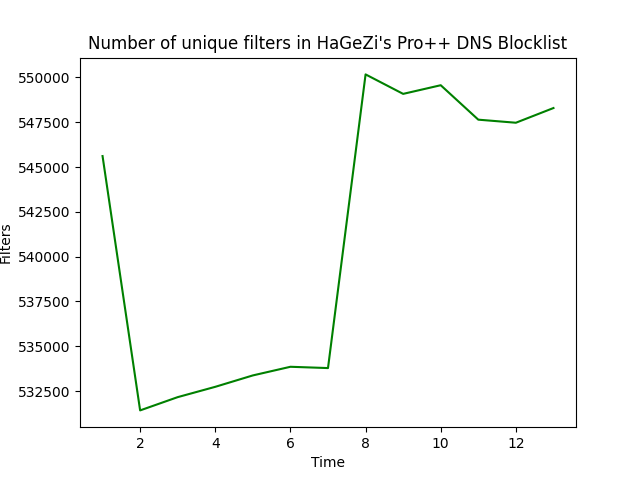 Number of unique filters in HaGeZi's Pro++ DNS Blocklist
550000
547500
545000
542500
540000
537500
535000
532500
Filters
2 4 6 8 10 12
Time